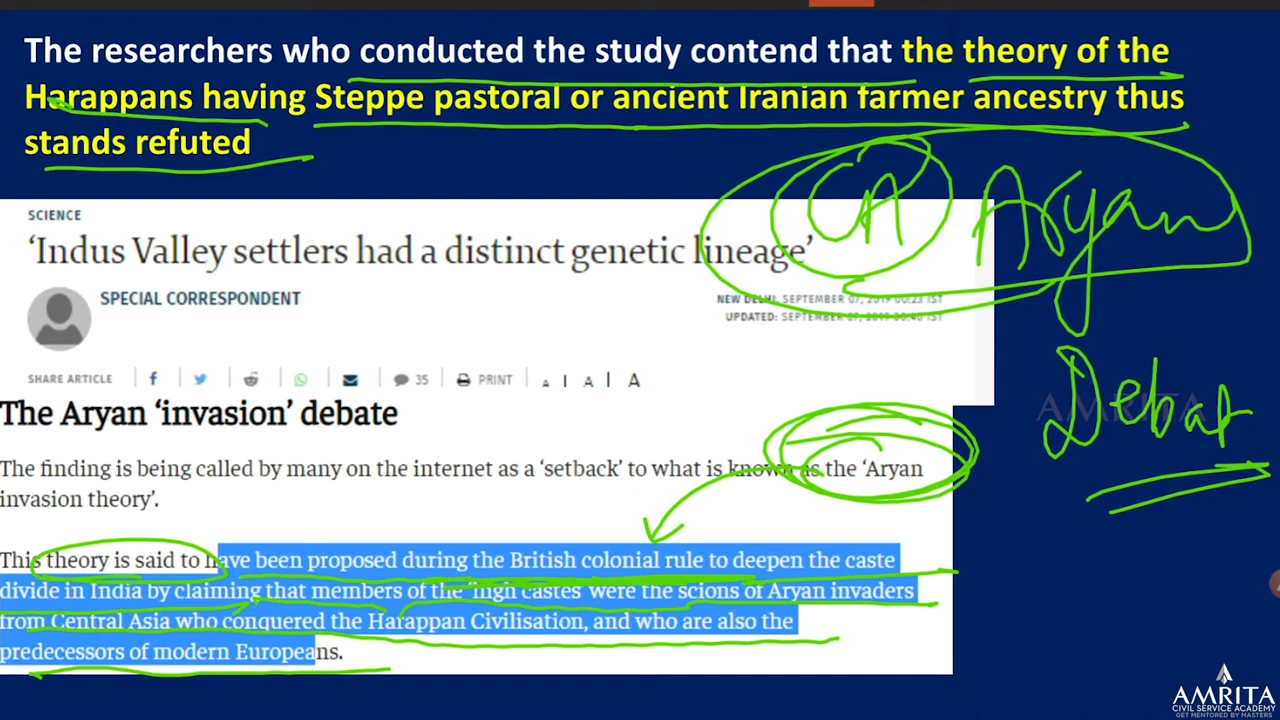 The researchers who conducted the study contend that the theory of the
Harappans having Steppe pastoral or ancient Iranian farmer ancestry thus
stands refuted
SCIENCE
‘Indus Valley settlers had a distinct genetic lineage’
SPECIAL CORRESPONDENT
NEW DELHI, SEPTEMBER 07, 2019 00:23 IST
UPDATED: SEPTEMBER 07, 2019 00:40 IST
A Aryan
Debat
SHARE ARTICLE 35 PRINT A A A
The Aryan ‘invasion’ debate
AMRITA
The finding is being called by many on the internet as a ‘setback’ to what is known as the ‘Aryan
invasion theory’.
This theory is said to have been proposed during the British colonial rule to deepen the caste
divide in India by claiming that members of the ‘high castes’ were the scions of Aryan invaders
from Central Asia who conquered the Harappan Civilisation, and who are also the
predecessors of modern Europeans.
AMRITA
CIVIL SERVICE ACADEMY
GET MENTORED BY MASTERS